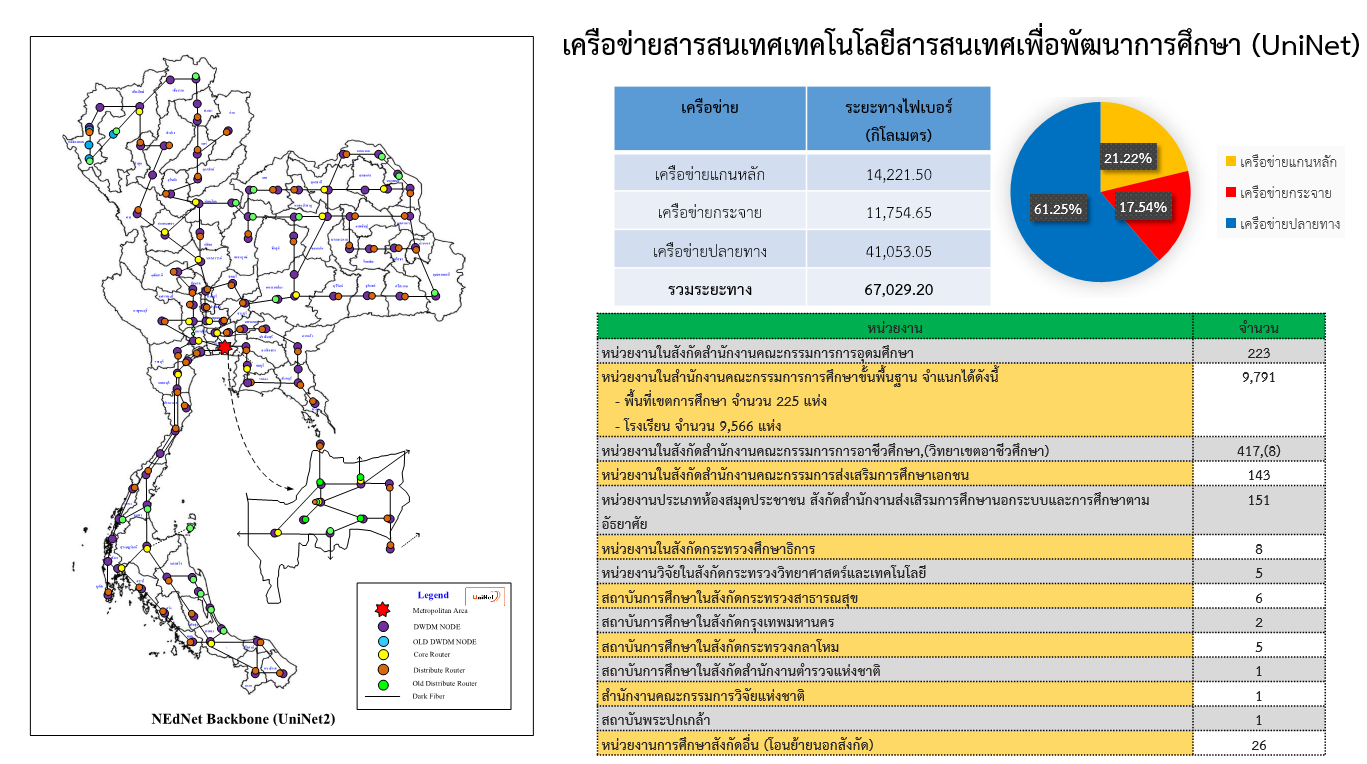 เครือข่ายสารสนเทศเทคโนโลยีสารสนเทศเพื่อพัฒนาการศึกษา (UniNet)
เครือข่าย ระยะทางไฟเบอร์
(กิโลเมตร)
เครือข่ายแกนหลัก 14,221.50
เครือข่ายกระจาย 11,754.65
เครือข่ายปลายทาง 41,053.05
รวมระยะทาง 67,029.20
21.22%
17.54%
61.25%
เครือข่ายแกนหลัก
เครือข่ายกระจาย
เครือข่ายปลายทาง
หน่วยงาน จำนวน
หน่วยงานในสังกัดสำนักงานคณะกรรมการการอุดมศึกษา 223
หน่วยงานในสำนักงานคณะกรรมการการศึกษาขั้นพื้นฐาน จำแนกได้ดังนี้ 9,791
- พื้นที่เขตการศึกษา จำนวน 225 แห่ง
- โรงเรียน จำนวน 9,566 แห่ง
หน่วยงานในสังกัดสำนักงานคณะกรรมการการอาชีวศึกษา,(วิทยาเขตอาชีวศึกษา) 417,(8)
หน่วยงานในสังกัดสำนักงานคณะกรรมการส่งเสริมการศึกษาเอกชน 143
หน่วยงานประเภทห้องสมุดประชาชน สังกัดสำนักงานส่งเสริมการศึกษานอกระบบและการศึกษาตาม 151
อัธยาศัย
หน่วยงานในสังกัดกระทรวงศึกษาธิการ 8
หน่วยงานวิจัยในสังกัดกระทรวงวิทยาศาสตร์และเทคโนโลยี 5
สถาบันการศึกษาในสังกัดกระทรวงสาธารณสุข 6
สถาบันการศึกษาในสังกัดกรุงเทพมหานคร 2
สถาบันการศึกษาในสังกัดกระทรวงกลาโหม 5
สถาบันการศึกษาในสังกัดสำนักงานตำรวจแห่งชาติ 1
สำนักงานคณะกรรมการวิจัยแห่งชาติ 1
สถาบันพระปกเกล้า 1
หน่วยงานการศึกษาสังกัดอื่น (โอนย้ายนอกสังกัด) 26
Legend
UniNet
Metropolitan Area
DWDM NODE
OLD DWDM NODE
Core Router
Distribute Router
Old Distribute Router
Dark Fiber
NEdNet Backbone (UniNet2)